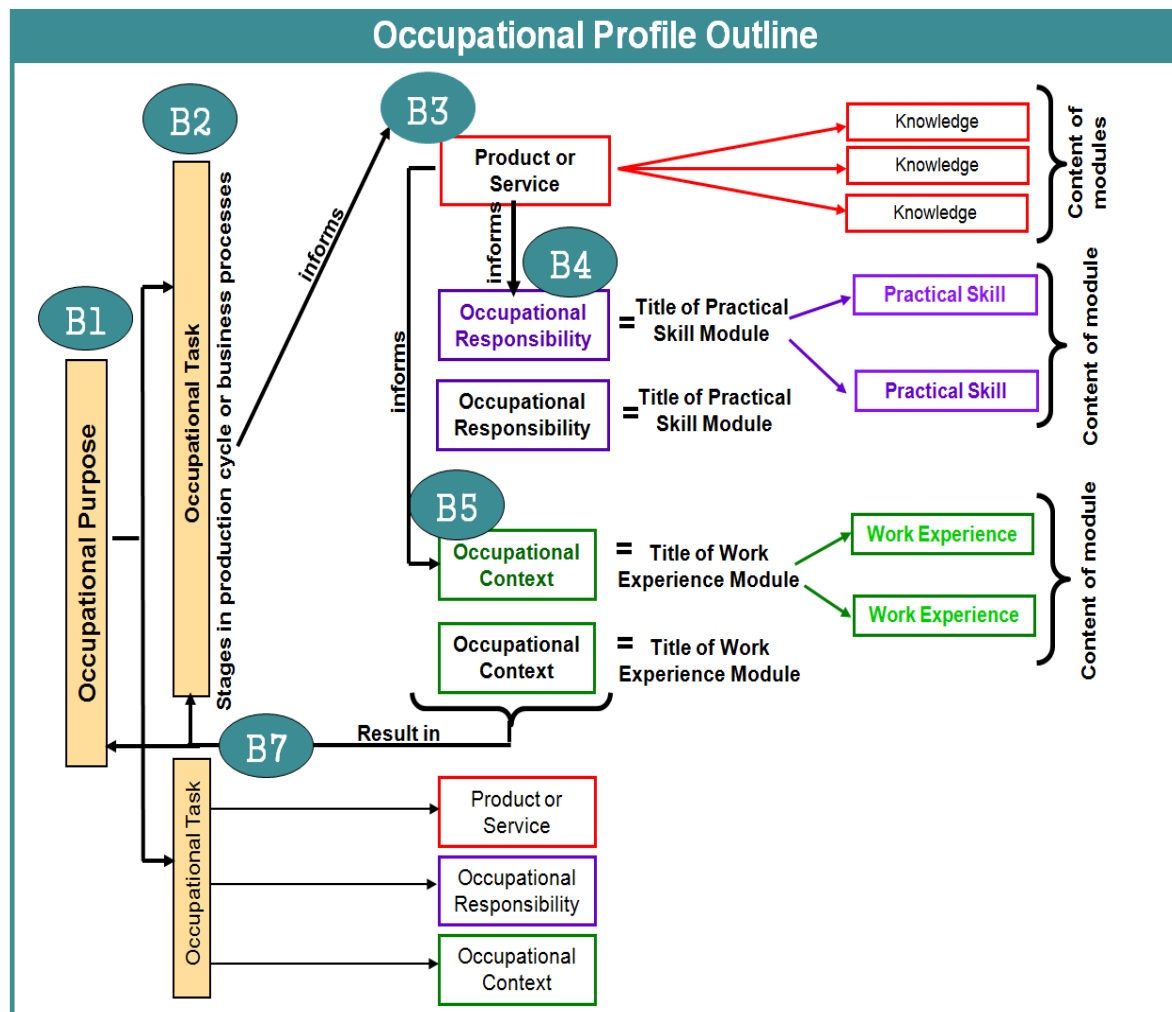 Occupational Profile Outline
B1
Occupational Purpose
B2
Occupational Task
Stages in production cycle or business processes
informs
B3
Product or
Service
Knowledge
Knowledge
Knowledge
Content of
modules
informs
informs
B4
Occupational
Responsibility
=
Title of Practical
Skill Module
Practical Skill
Practical Skill
Content of module
Occupational
Responsibility
=
Title of Practical
Skill Module
B5
Occupational
Context
=
Title of Work
Experience Module
Work Experience
Work Experience
Content of module
Occupational
Context
=
Title of Work
Experience Module
Result in
B7
Occupational Task
Product or
Service
Occupational
Responsibility
Occupational
Context